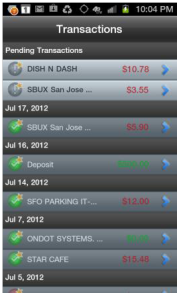 10:04 PM
Transactions
Pending Transactions
DISH N DASH $10.78
SBUX San Jose ... $3.55
Jul 17, 2012
SBUX San Jose ... $5.90
Jul 16, 2012
Deposit
Jul 14, 2012
SFO PARKING IT-... $12.00
Jul 7, 2012
ONDOT SYSTEMS. ...
STAR CAFE $15.48
Jul 5, 2012